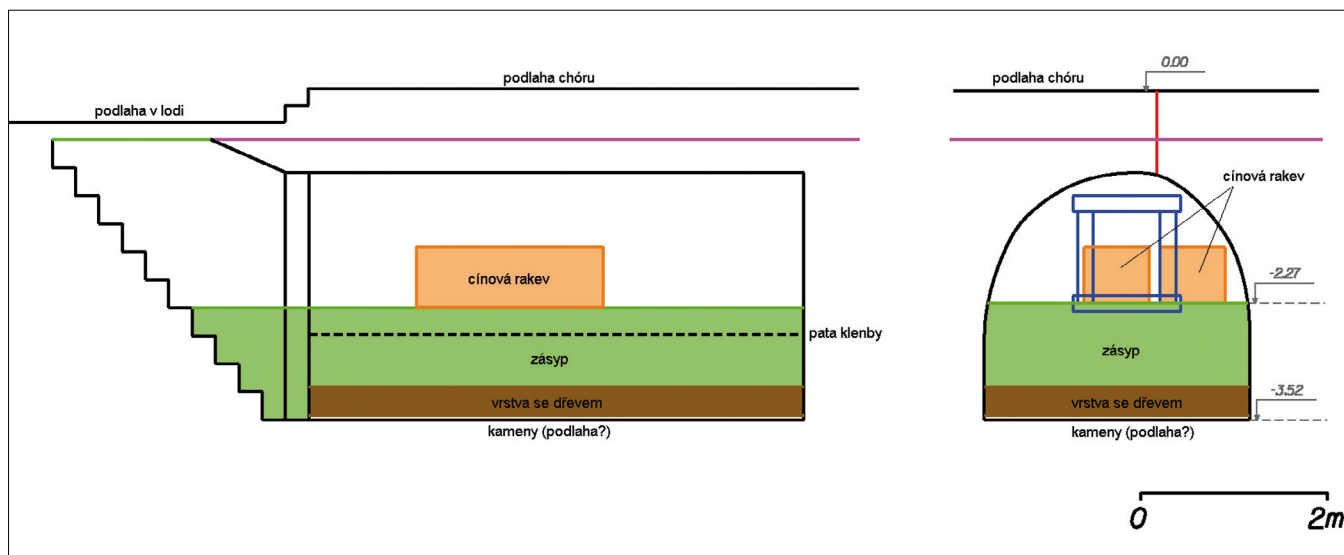 podlaha chóru
podlaha v lodi
cínová rakev
pata klenby
zásyp
vrstva se dřevem
kameny (podlaha?)
0.00
podlaha chóru
cínová rakev
-2.27
zásyp
-3.52
vrstva se dřevem
kameny (podlaha?)
0 2m